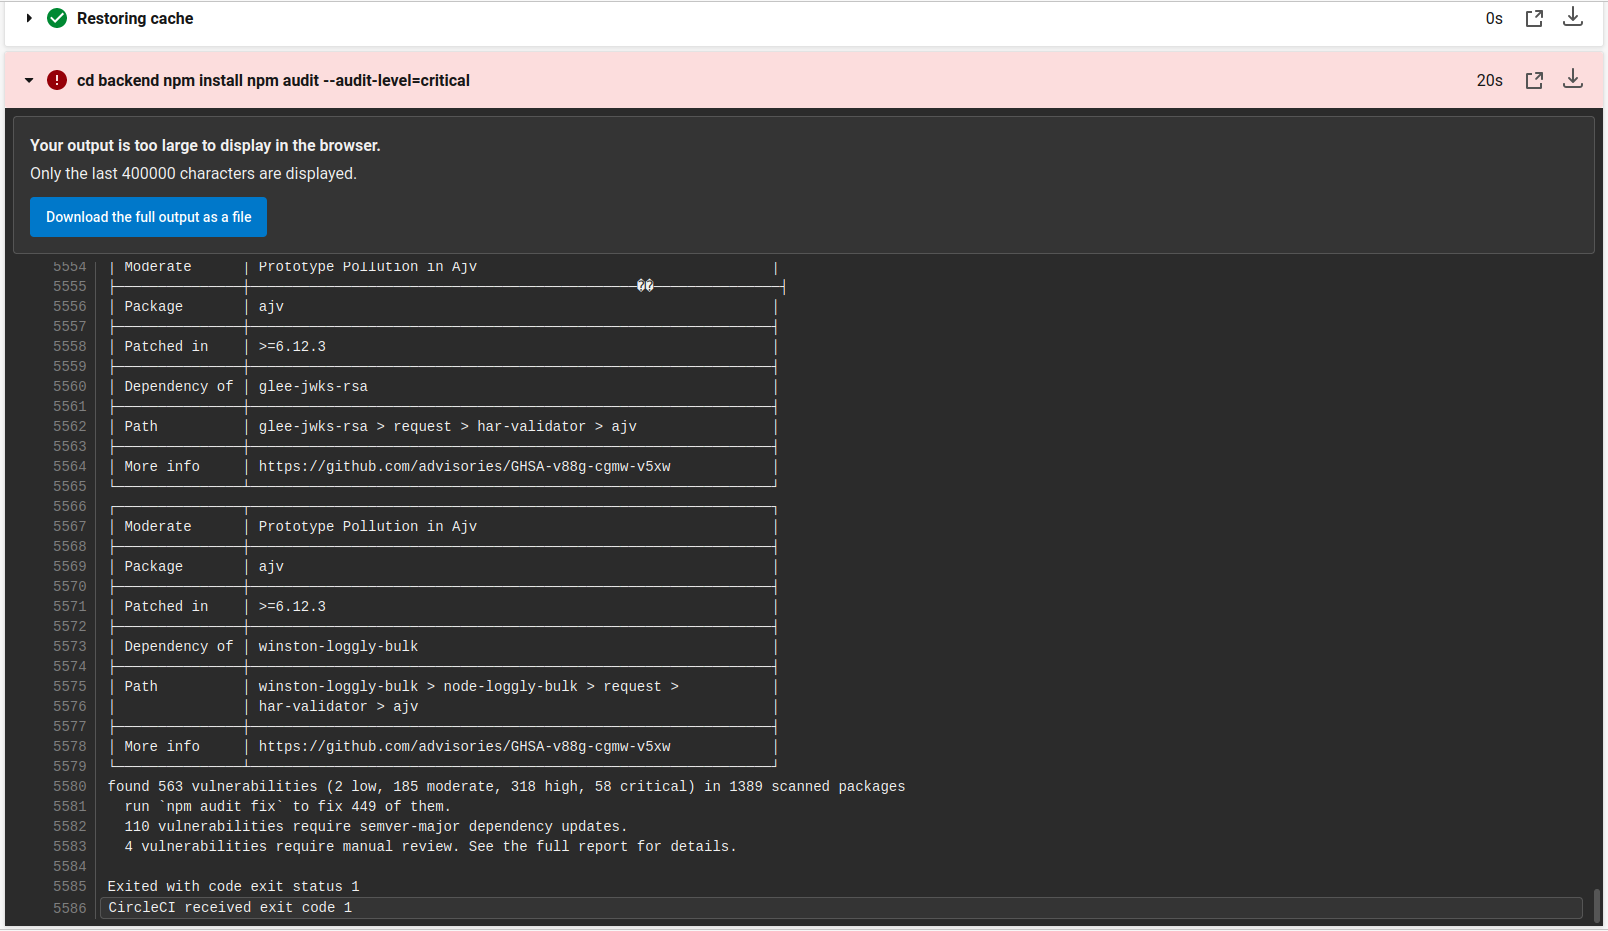 Restoring cache 0s
cd backend npm install npm audit --audit-level=critical 20s
Your output is too large to display in the browser.
Only the last 400000 characters are displayed.
Download the full output as a file
5554 | Moderate | Prototype Pollution in Ajv |
5555 ├───────────────┼──────────────────────────────��───────────────┤
5556 | Package | ajv |
5557 ├───────────────┼──────────────────────────────────────────────┤
5558 | Patched in | >=6.12.3 |
5559 ├───────────────┼──────────────────────────────────────────────┤
5560 | Dependency of | glee-jwks-rsa |
5561 ├───────────────┼──────────────────────────────────────────────┤
5562 | Path | glee-jwks-rsa > request > har-validator > ajv |
5563 ├───────────────┼──────────────────────────────────────────────┤
5564 | More info | https://github.com/advisories/GHSA-v88g-cgmw-v5xw |
5565 └───────────────┴──────────────────────────────────────────────┘
5566 ┌───────────────┬──────────────────────────────────────────────┐
5567 | Moderate | Prototype Pollution in Ajv |
5568 ├───────────────┼──────────────────────────────────────────────┤
5569 | Package | ajv |
5570 ├───────────────┼──────────────────────────────────────────────┤
5571 | Patched in | >=6.12.3 |
5572 ├───────────────┼──────────────────────────────────────────────┤
5573 | Dependency of | winston-loggly-bulk |
5574 ├───────────────┼──────────────────────────────────────────────┤
5575 | Path | winston-loggly-bulk > node-loggly-bulk > request > |
5576 | | har-validator > ajv |
5577 ├───────────────┼──────────────────────────────────────────────┤
5578 | More info | https://github.com/advisories/GHSA-v88g-cgmw-v5xw |
5579 └───────────────┴──────────────────────────────────────────────┘
5580 found 563 vulnerabilities (2 low, 185 moderate, 318 high, 58 critical) in 1389 scanned packages
5581 run `npm audit fix` to fix 449 of them.
5582 110 vulnerabilities require semver-major dependency updates.
5583 4 vulnerabilities require manual review. See the full report for details.
5584
5585 Exited with code exit status 1
5586 CircleCI received exit code 1